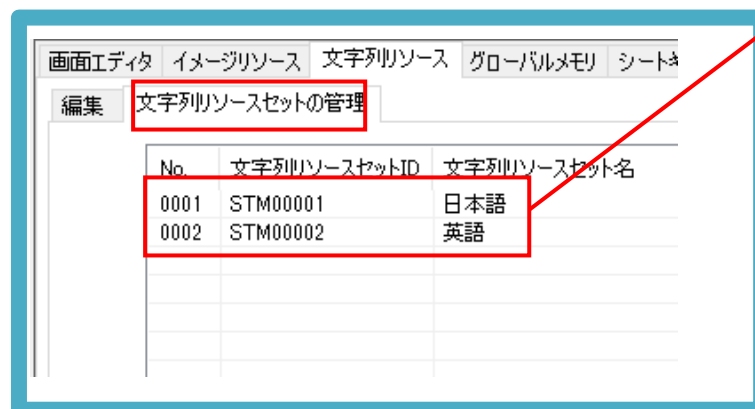 画面エディタ イメージリソース 文字列リソース グローバルメモリ シート
編集 文字列リソースセットの管理
No. 文字列リソースセットID 文字列リソースセット名
0001 STM00001 日本語
0002 STM00002 英語